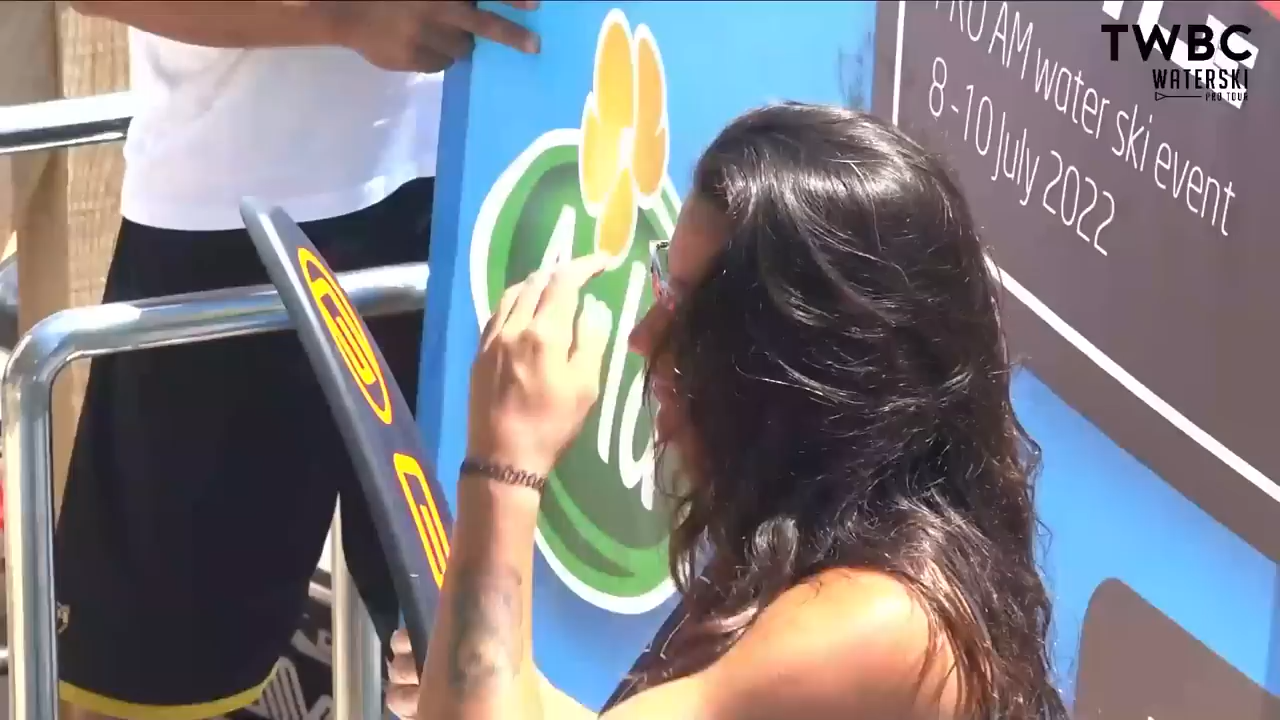 TWBC
WATERSKI
PRO TOUR
PRO AM water ski event
8-10 July 2022